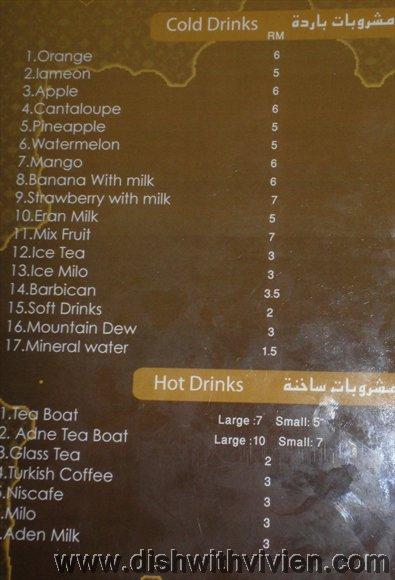 Cold Drinks RM مشروبات باردة
1.Orange 6
2.lameon 5
3.Apple 6
4.Cantaloupe 6
5.Pineapple 5
6.Watermelon 5
7.Mango 6
8.Banana With milk 6
9.Strawberry with milk 7
10.Eran Milk 5
11.Mix Fruit 7
12.Ice Tea 3
13.Ice Milo 3
14.Barbican 3.5
15.Soft Drinks 2
16.Mountain Dew 3
17.Mineral water 1.5
Hot Drinks مشروبات ساخنة
1.Tea Boat Large :7 Small: 5
2. Adne Tea Boat Large :10 Small: 7
3.Glass Tea 2
4.Turkish Coffee 3
5.Niscafe 3
.Milo 3
.Aden Milk 3
www.dishwithvivien.com